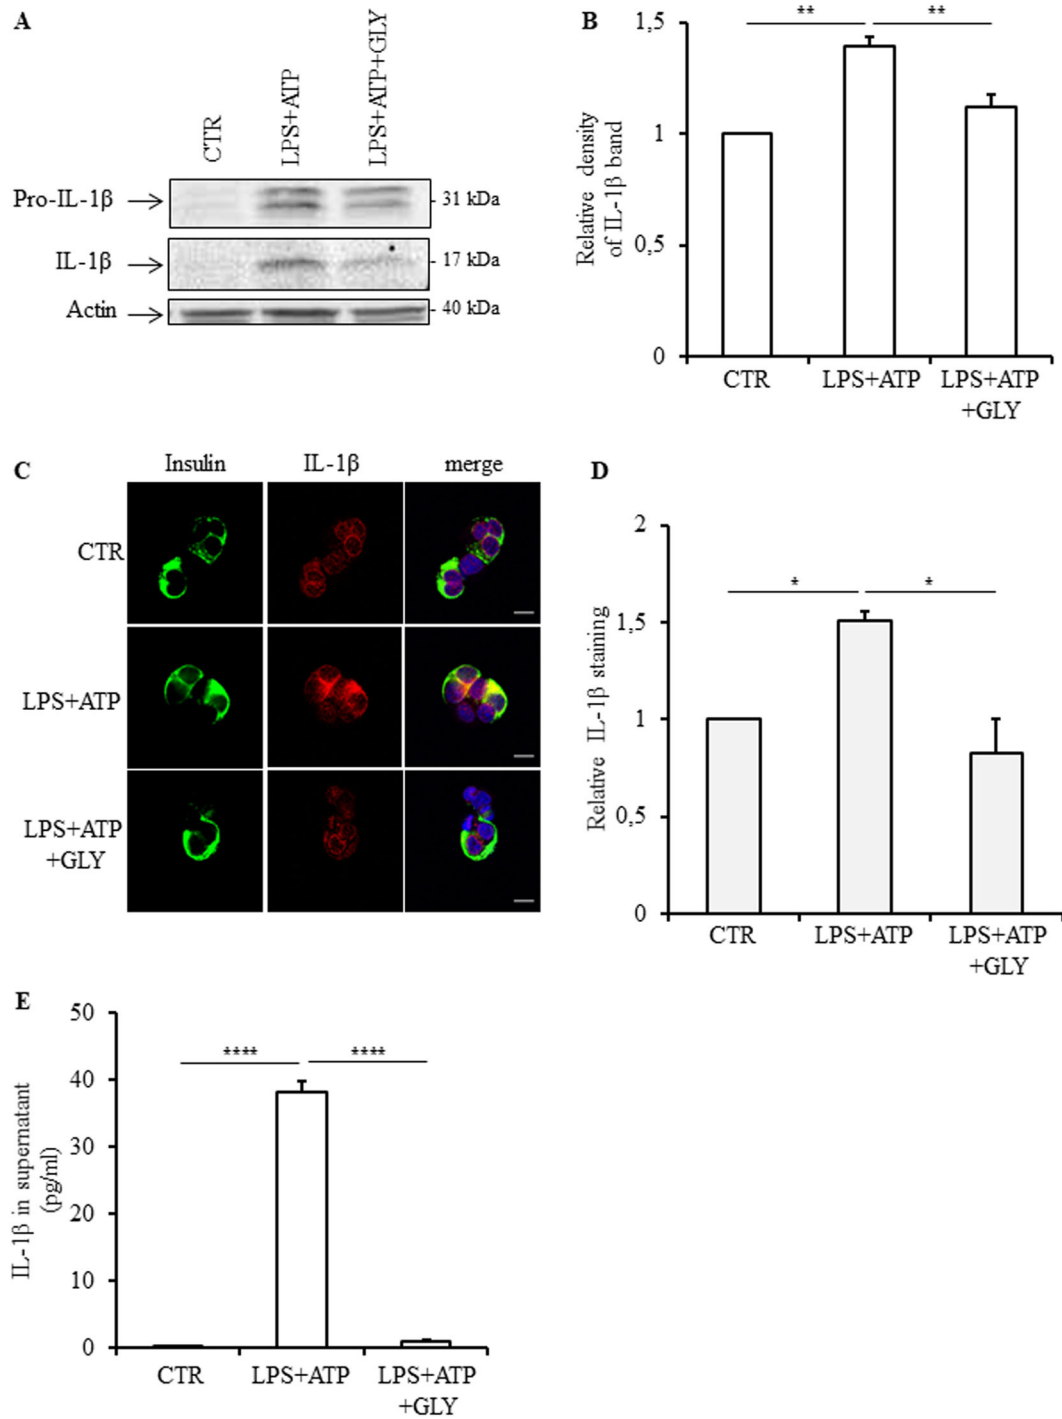 A
CTR
LPS+ATP
LPS+ATP+GLY
Pro-IL-1β
31 kDa
IL-1β
17 kDa
Actin
40 kDa
B
1,5
1
0,5
0
Relative density
of IL-1β band
**
**
CTR
LPS+ATP
LPS+ATP
+GLY
C
Insulin
IL-1β
merge
CTR
LPS+ATP
LPS+ATP
+GLY
D
2
1,5
1
0,5
0
Relative IL-1β staining
*
*
CTR
LPS+ATP
LPS+ATP
+GLY
E
50
40
30
20
10
0
IL-1β in supernatant
(pg/ml)
****
****
CTR
LPS+ATP
LPS+ATP
+GLY